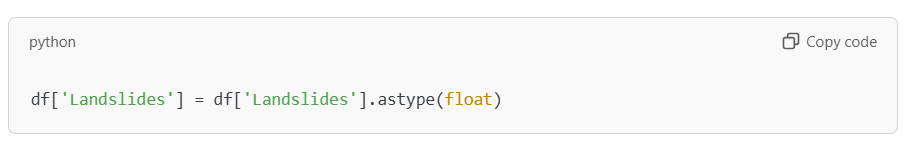 python
Copy code
df['Landslides'] = df['Landslides'].astype(float)